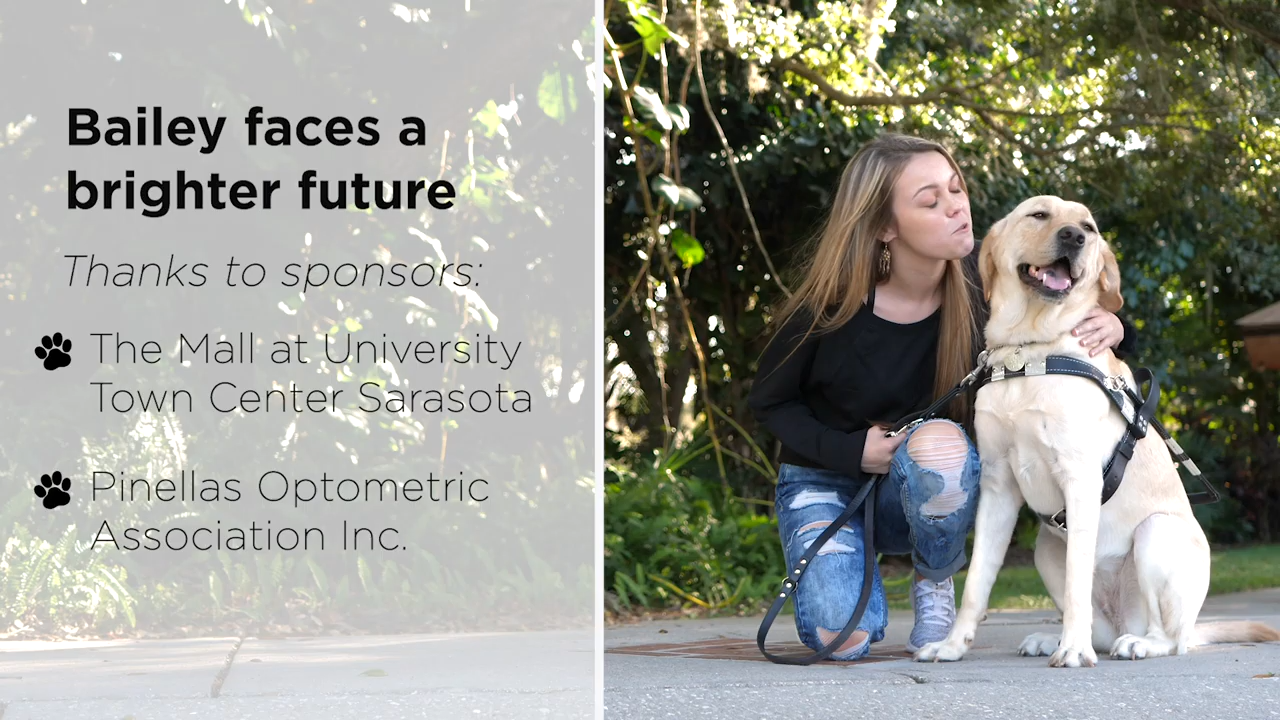 Bailey faces a
brighter future
Thanks to sponsors:
The Mall at University
Town Center Sarasota
Pinellas Optometric
Association Inc.